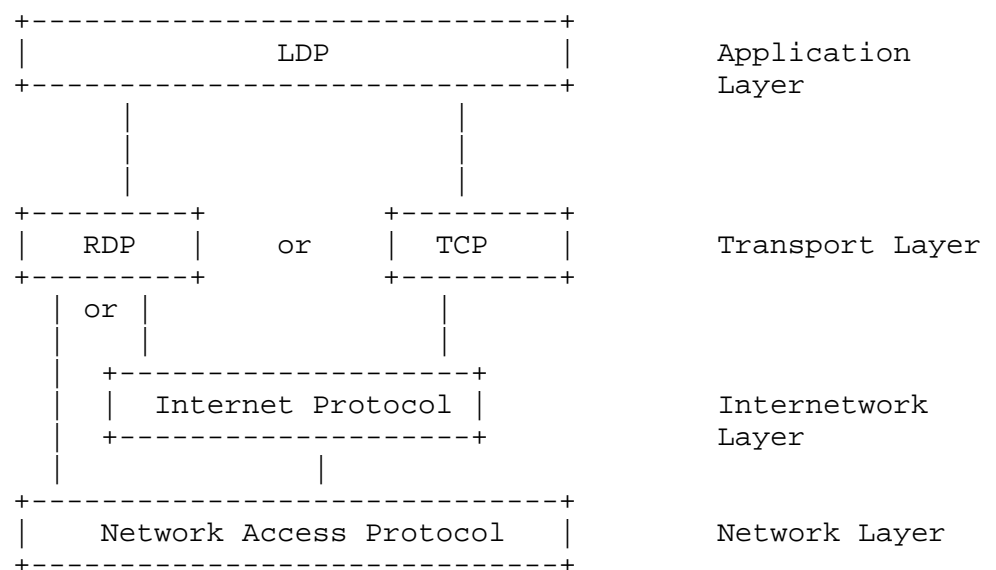 LDP Application
Layer
RDP or TCP Transport Layer
or
Internet Protocol Internetwork
Layer
Network Access Protocol Network Layer